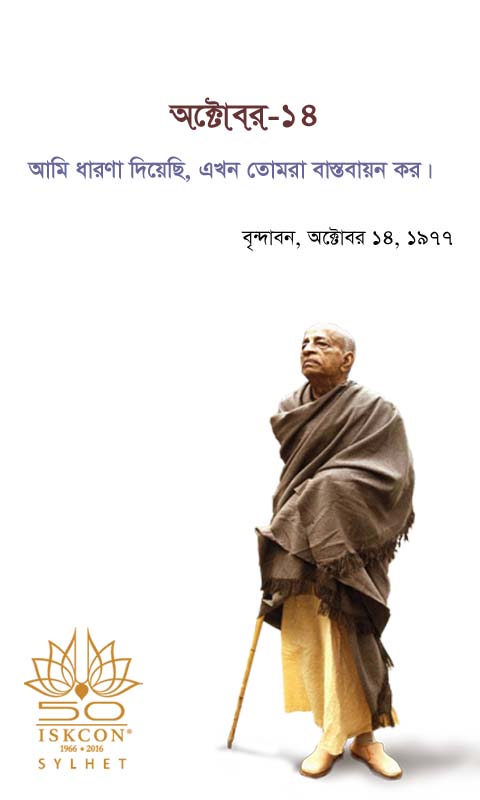 অক্টোবর-১৪
আমি ধারণা দিয়েছি, এখন তোমরা বাস্তবায়ন কর।
বৃন্দাবন, অক্টোবর ১৪, ১৯৭৭
50
ISKCON®
1966 • 2016
SYLHET